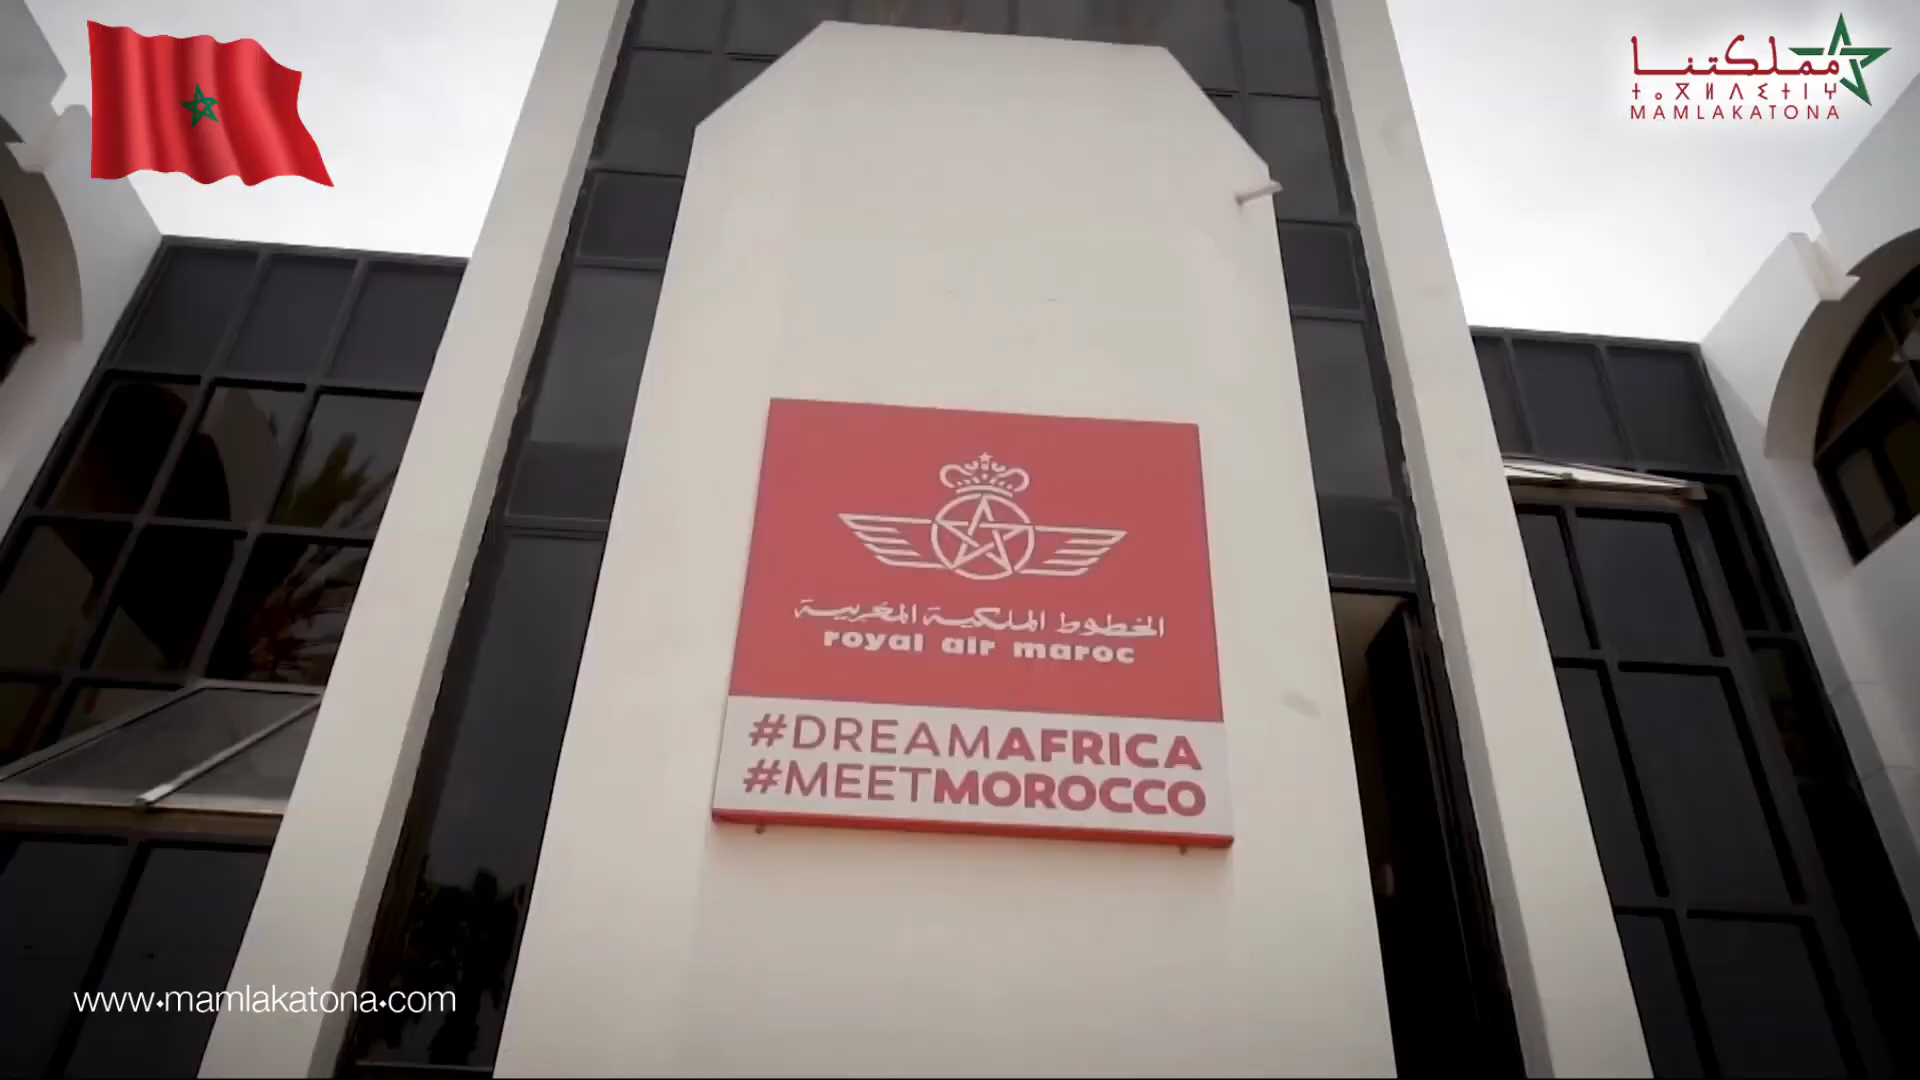 مملكتنا
ⵜⴰⴳⵍⴷⵉⵜⵏⵖ
MAMLAKATONA
الخطوط الملكية المغربية
royal air maroc
#DREAMAFRICA
#MEETMOROCCO
www.mamlakatona.com